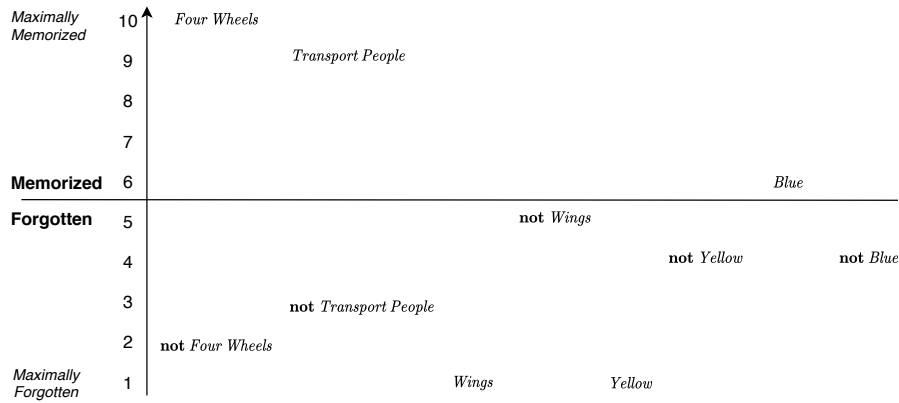 Maximally
Memorized
10
Four Wheels
9
Transport People
8
7
Memorized
6
Blue
Forgotten
5
not Wings
4
not Yellow
not Blue
3
not Transport People
2
not Four Wheels
Maximally
Forgotten
1
Wings
Yellow